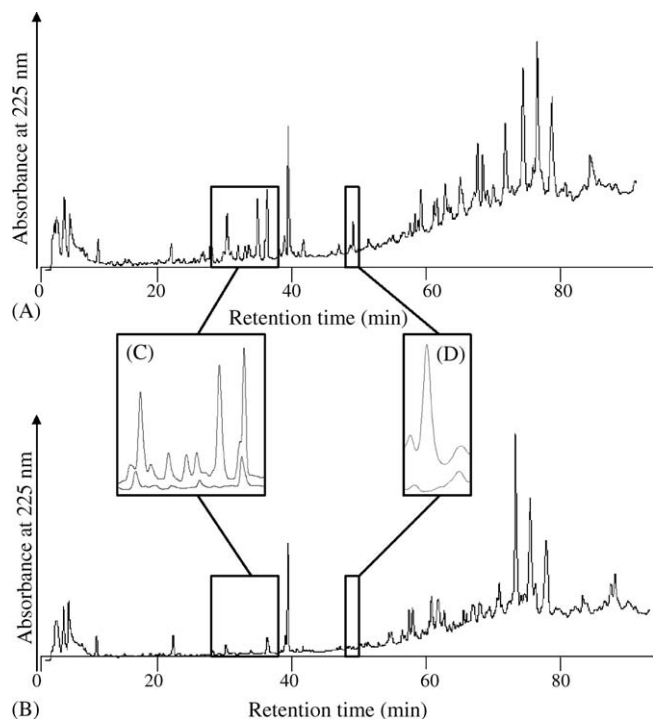 Absorbance at 225 nm
0 20 40 60 80
(A)
Retention time (min)
(C)
(D)
Absorbance at 225 nm
0 20 40 60 80
(B)
Retention time (min)